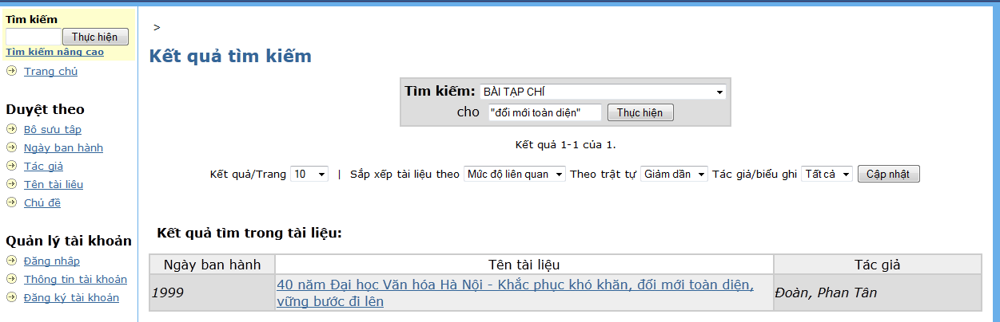 Tìm kiếm
Thực hiện
Tìm kiếm nâng cao
Trang chủ
Duyệt theo
Bộ sưu tập
Ngày ban hành
Tác giả
Tên tài liệu
Chủ đề
Quản lý tài khoản
Đăng nhập
Thông tin tài khoản
Đăng ký tài khoản
>
Kết quả tìm kiếm
Tìm kiếm: BÀI TẠP CHÍ
cho "đổi mới toàn diện" Thực hiện
Kết quả 1-1 của 1.
Kết quả/Trang 10 | Sắp xếp tài liệu theo Mức độ liên quan Theo trật tự Giảm dần Tác giả/biểu ghi Tất cả Cập nhật
Kết quả tìm trong tài liệu:
Ngày ban hành Tên tài liệu Tác giả
1999 40 năm Đại học Văn hóa Hà Nội - Khắc phục khó khăn, đổi mới toàn diện, Đoàn, Phan Tân
vững bước đi lên